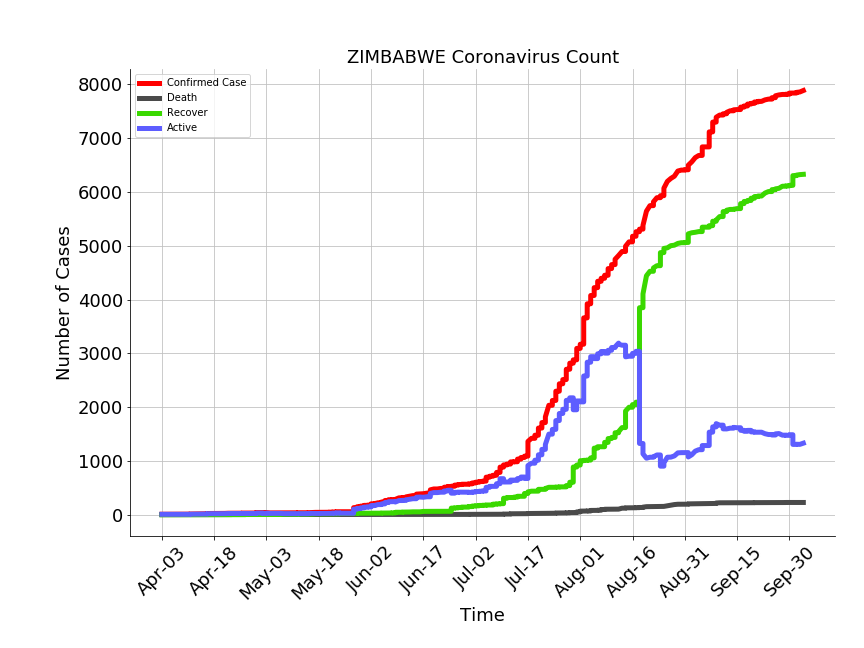 ZIMBABWE Coronavirus Count
Confirmed Case
Death
Recover
Active
8000
7000
6000
5000
4000
3000
2000
1000
0
Number of Cases
Apr-03
Apr-18
May-03
May-18
Jun-02
Jun-17
Jul-02
Jul-17
Aug-01
Aug-16
Aug-31
Sep-15
Sep-30
Time